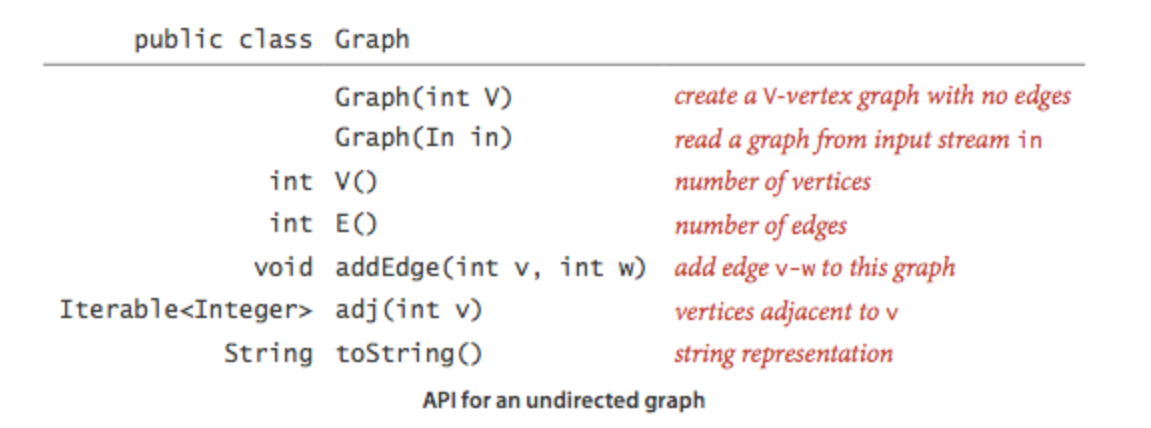 public class Graph
Graph(int V) create a V-vertex graph with no edges
Graph(In in) read a graph from input stream in
int V() number of vertices
int E() number of edges
void addEdge(int v, int w) add edge v-w to this graph
Iterable<Integer> adj(int v) vertices adjacent to v
String toString() string representation
API for an undirected graph